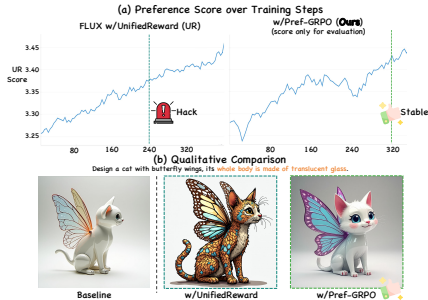 (a) Preference Score over Training Steps
FLUX w/UnifiedReward (UR)
w/Pref-GRPO (Ours)
(score only for evaluation)
UR
Score
3.45
3.40
3.35
3.30
3.25
Hack
Stable
80
160
240
320
80
160
240
320
(b) Qualitative Comparison
Design a cat with butterfly wings, its whole body is made of translucent glass.
Baseline
w/UnifiedReward
w/Pref-GRPO